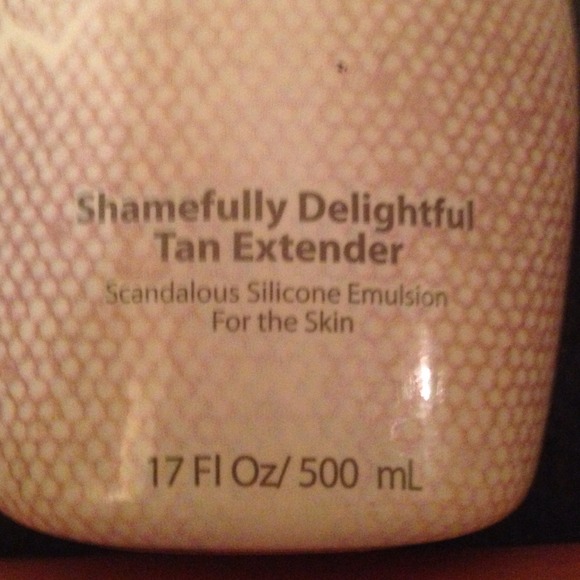 Shamefully Delightful
Tan Extender
Scandalous Silicone Emulsion
For the Skin
17 Fl Oz/ 500 mL